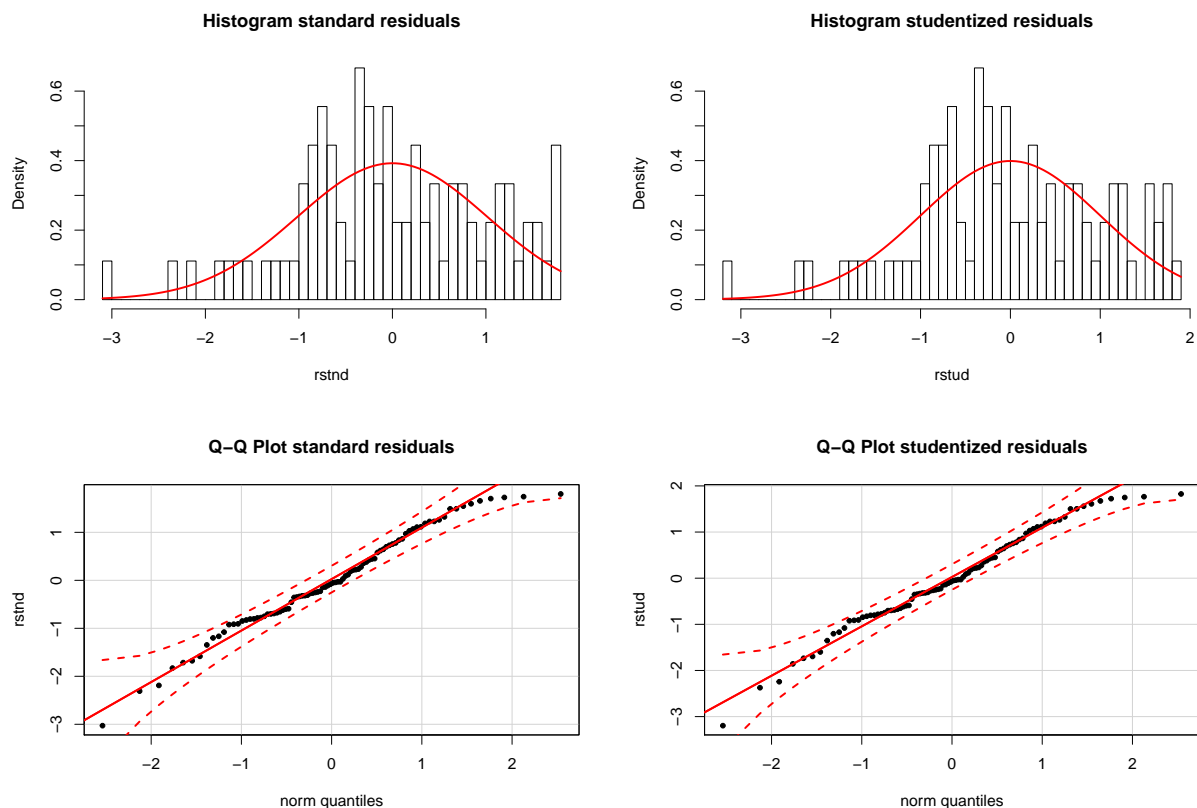 Histogram standard residuals
Density
0.0 0.2 0.4 0.6
−3 −2 −1 0 1
rstnd
Histogram studentized residuals
Density
0.0 0.2 0.4 0.6
−3 −2 −1 0 1 2
rstud
Q−Q Plot standard residuals
rstnd
−3 −2 −1 0 1
−2 −1 0 1 2
norm quantiles
Q−Q Plot studentized residuals
rstud
−3 −2 −1 0 1 2
−2 −1 0 1 2
norm quantiles